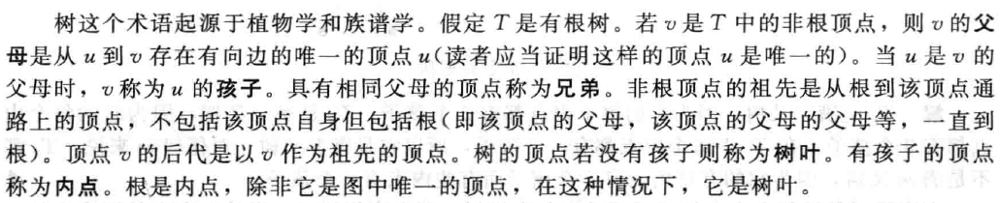 树这个术语起源于植物学和族谱学。假定 T 是有根树。若 v 是 T 中的非根顶点，则 v 的父
母是从 u 到 v 存在有向边的唯一的顶点 u(读者应当证明这样的顶点 u 是唯一的)。当 u 是 v 的
父母时，v 称为 u 的孩子。具有相同父母的顶点称为兄弟。非根顶点的祖先是从根到该顶点通
路上的顶点，不包括该顶点自身但包括根(即该顶点的父母，该顶点的父母的父母等，一直到
根)。顶点 v 的后代是以 v 作为祖先的顶点。树的顶点若没有孩子则称为树叶。有孩子的顶点
称为内点。根是内点，除非它是图中唯一的顶点，在这种情况下，它是树叶。